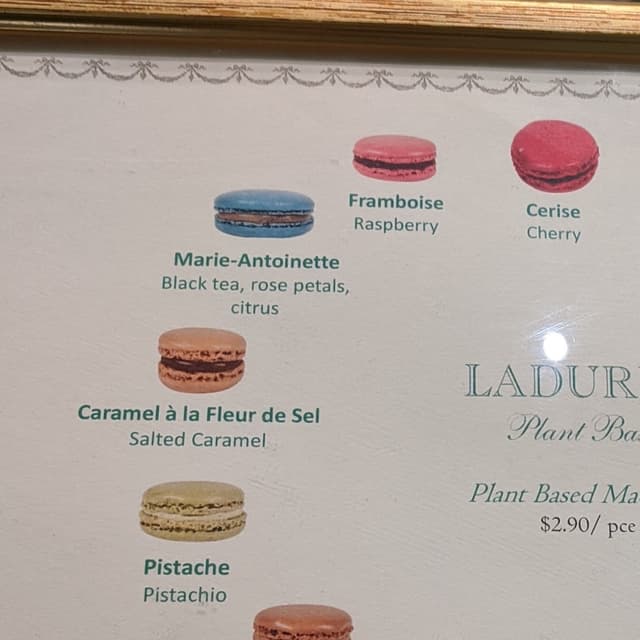 Framboise
Raspberry
Cerise
Cherry
Marie-Antoinette
Black tea, rose petals,
citrus
Caramel à la Fleur de Sel
Salted Caramel
Plant
Plant Based
$2.90/ pce
Pistache
Pistachio